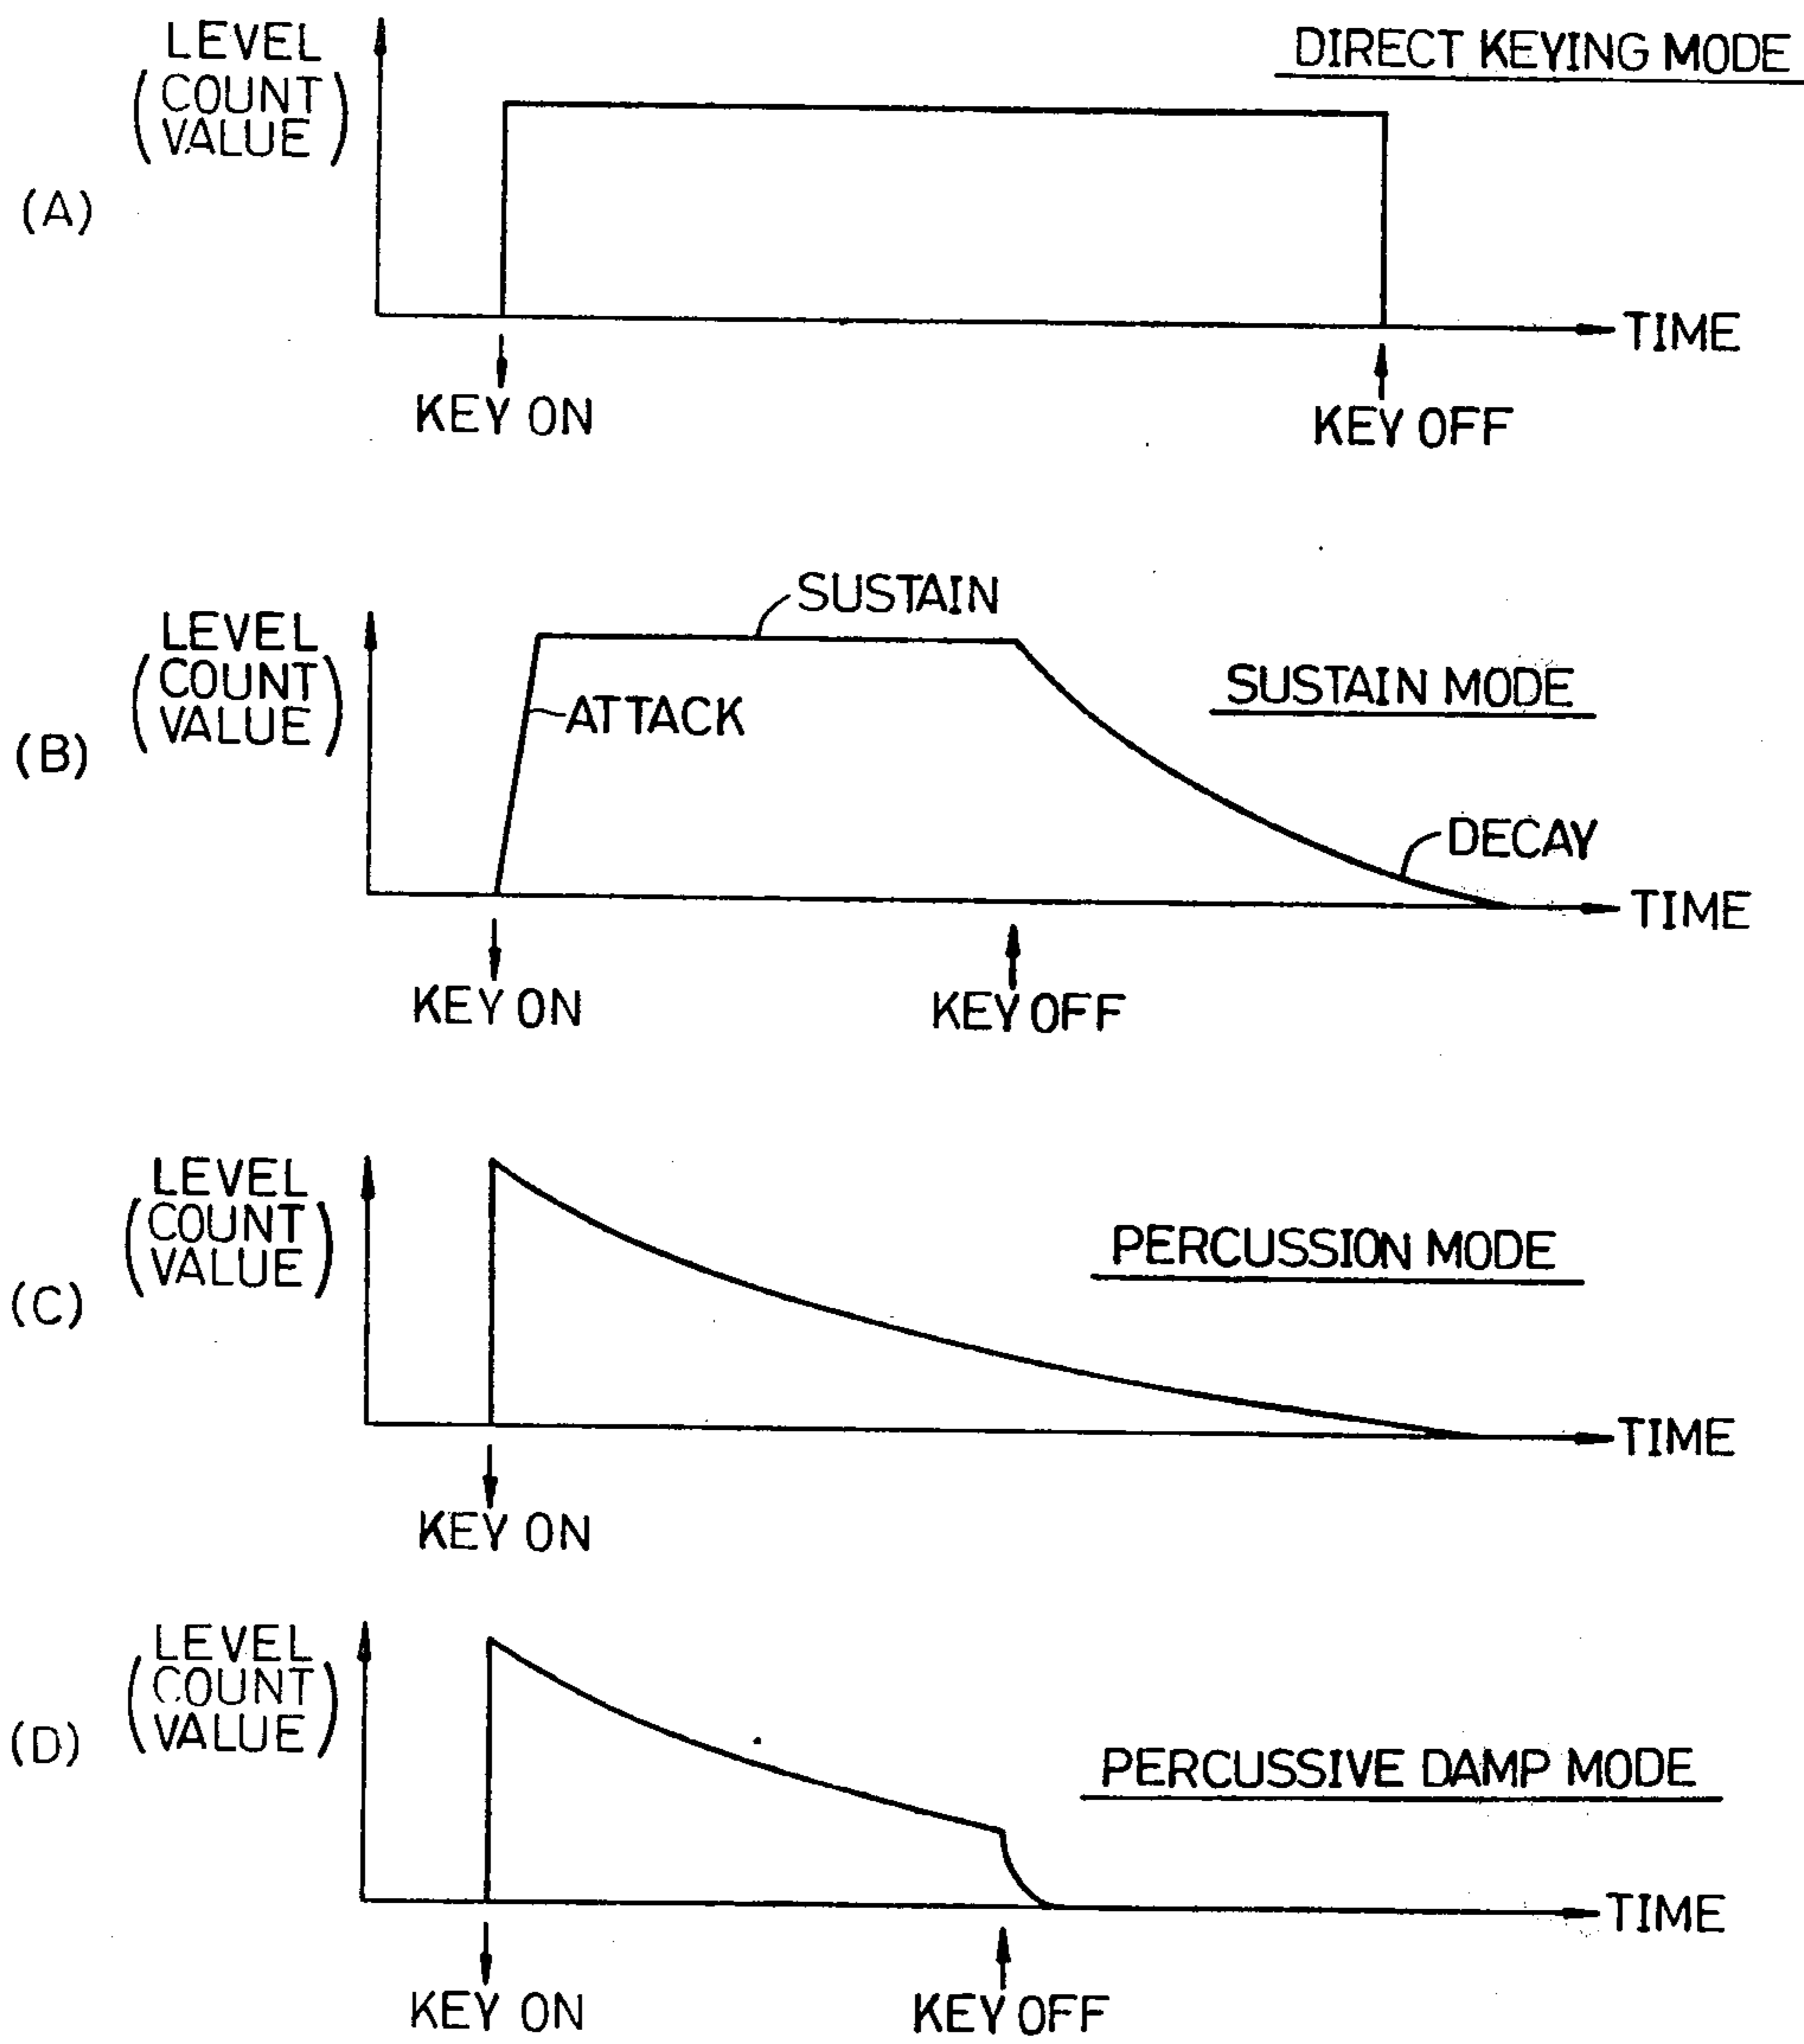 LEVEL
(COUNT
VALUE)
DIRECT KEYING MODE
(A)
TIME
KEY ON
KEY OFF
SUSTAIN
LEVEL
(COUNT
VALUE)
SUSTAIN MODE
ATTACK
(B)
DECAY
TIME
KEY ON
KEY OFF
LEVEL
(COUNT
VALUE)
PERCUSSION MODE
(C)
TIME
KEY ON
LEVEL
(COUNT
VALUE)
(D)
PERCUSSIVE DAMP MODE
TIME
KEY ON
KEY OFF